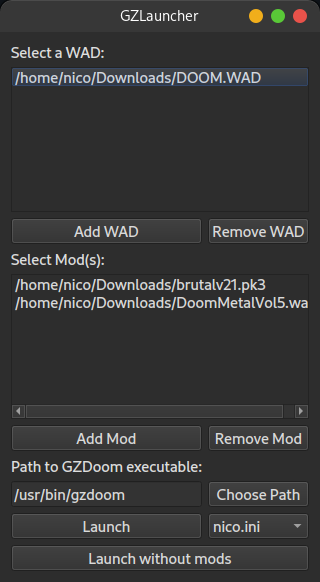 GZLauncher
Select a WAD:
/home/nico/Downloads/DOOM.WAD
Add WAD
Remove WAD
Select Mod(s):
/home/nico/Downloads/brutalv21.pk3
/home/nico/Downloads/DoomMetalVol5.wa
Add Mod
Remove Mod
Path to GZDoom executable:
/usr/bin/gzdoom
Choose Path
Launch
nico.ini
Launch without mods